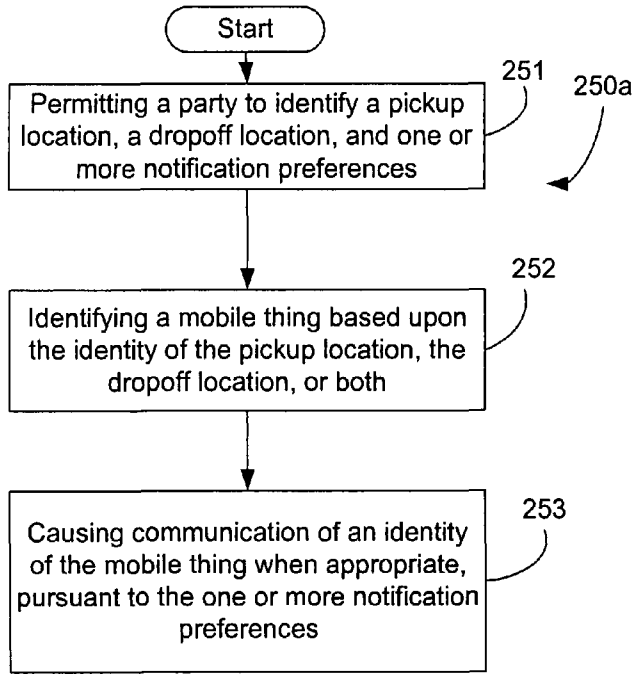 Start
251
250a
Permitting a party to identify a pickup
location, a dropoff location, and one or
more notification preferences
252
Identifying a mobile thing based upon
the identity of the pickup location, the
dropoff location, or both
253
Causing communication of an identity
of the mobile thing when appropriate,
pursuant to the one or more notification
preferences